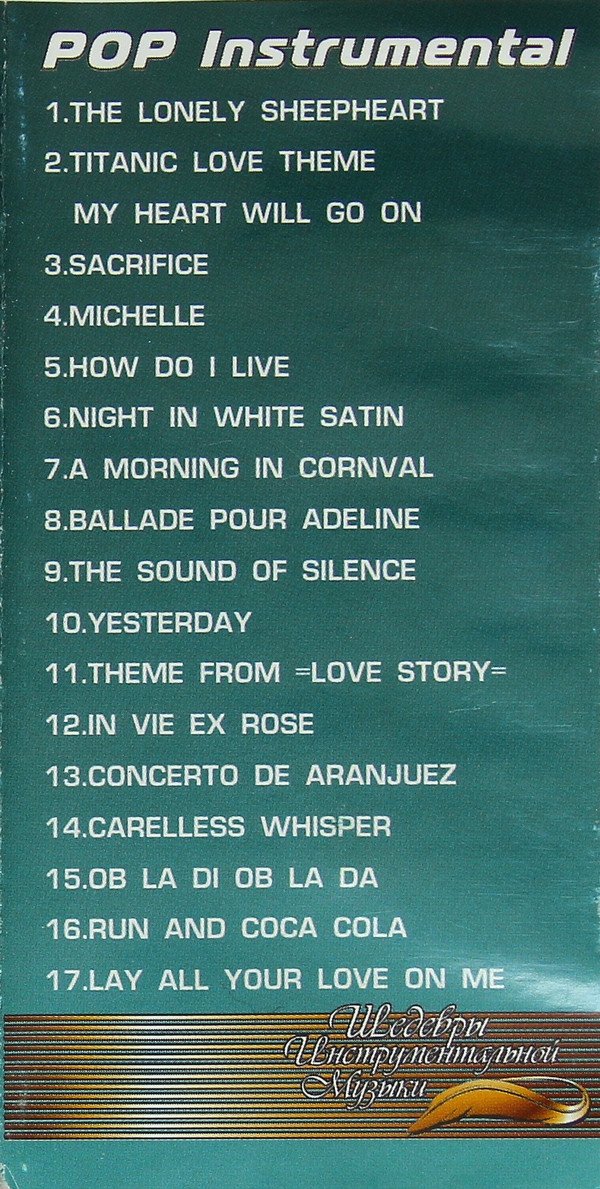 POP Instrumental
1.THE LONELY SHEEPHEART
2.TITANIC LOVE THEME
MY HEART WILL GO ON
3.SACRIFICE
4.MICHELLE
5.HOW DO I LIVE
6.NIGHT IN WHITE SATIN
7.A MORNING IN CORNVAL
8.BALLADE POUR ADELINE
9.THE SOUND OF SILENCE
10.YESTERDAY
11.THEME FROM =LOVE STORY=
12.IN VIE EX ROSE
13.CONCERTO DE ARANJUEZ
14.CARELLESS WHISPER
15.OB LA DI OB LA DA
16.RUN AND COCA COLA
17.LAY ALL YOUR LOVE ON ME
Шедевры
Инструментальной
Музыки